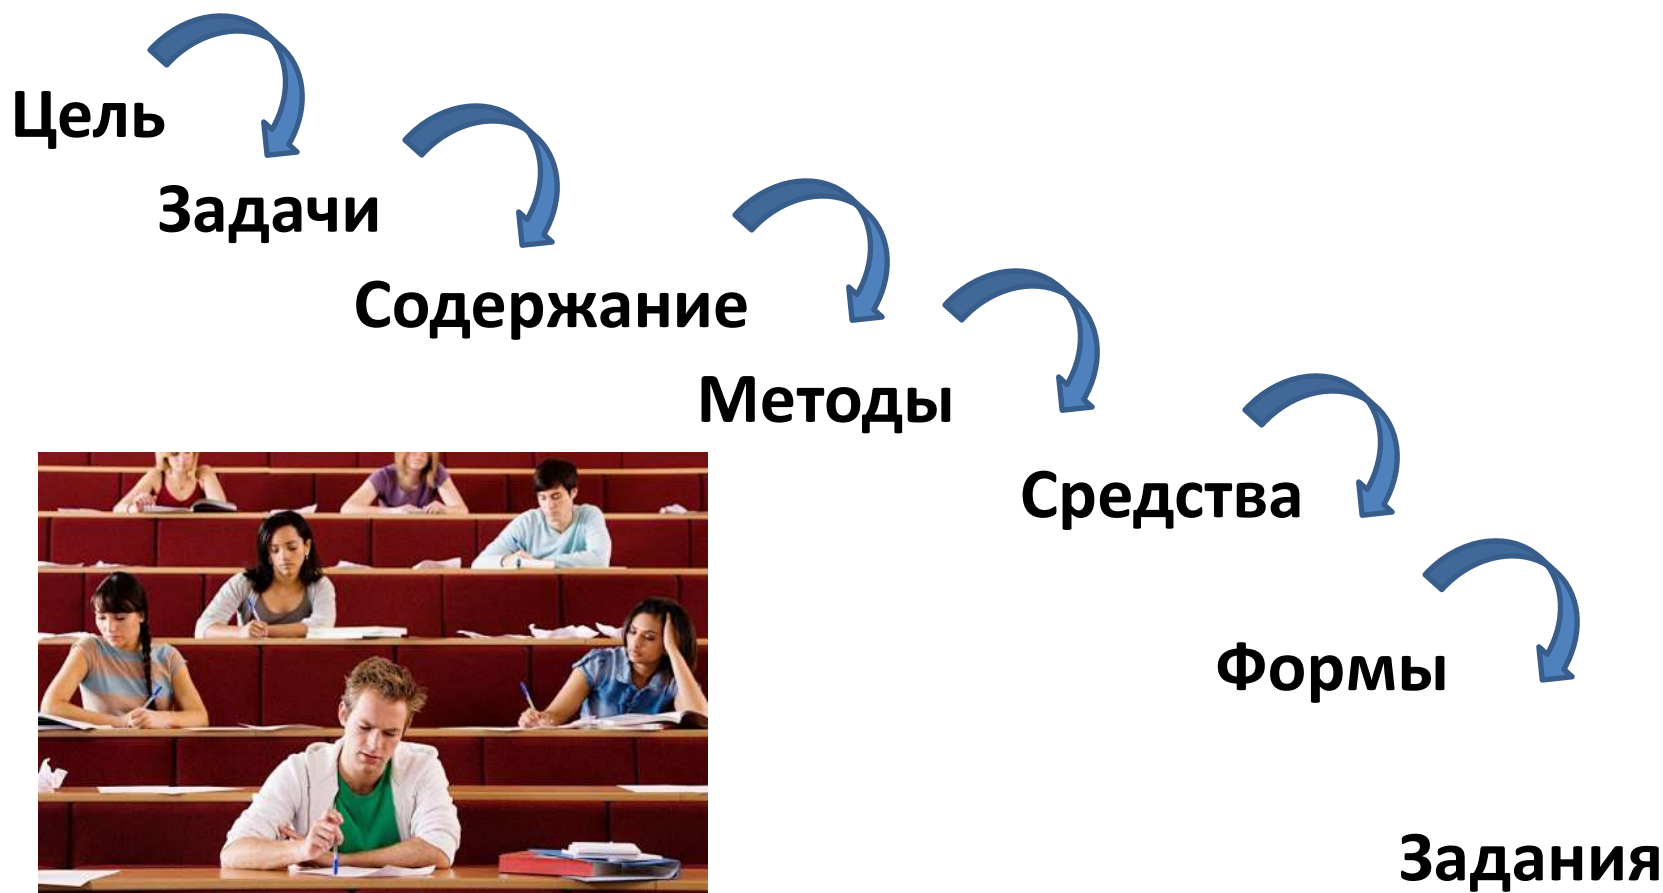 Цель
Задачи
Содержание
Методы
Средства
Формы
Задания